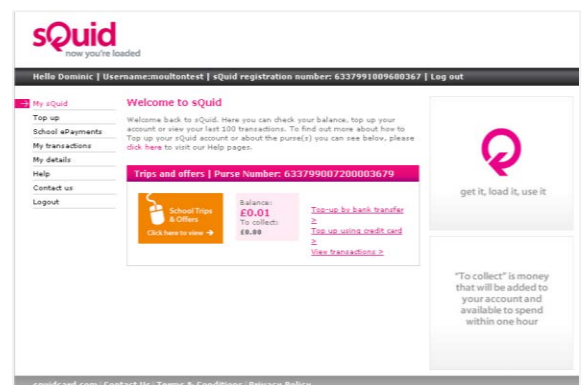 sQuid
now you're loaded
Hello Dominic | Username:moultontest | sQuid registration number: 6337991009600367 | Log out
My sQuid
Top up
School ePayments
My transactions
My details
Help
Contact us
Logout
Welcome to sQuid
Welcome back to sQuid. Here you can check your balance, top up your
account or view your last 100 transactions. To find out more about how to
Top up your sQuid account or about the purse(s) you can see below, please
click here to visit our Help pages.
Trips and offers | Purse Number: 633799007200003679
School Trips
& Offers
Click here to view
Balance:
£0.01
To collect:
£0.00
Top-up by bank transfer
>
Top up using credit card
>
View transactions >
get it, load it, use it
"To collect" is money
that will be added to
your account and
available to spend
within one hour
squidcard.com | Contact Us | Terms & Conditions | Privacy Policy